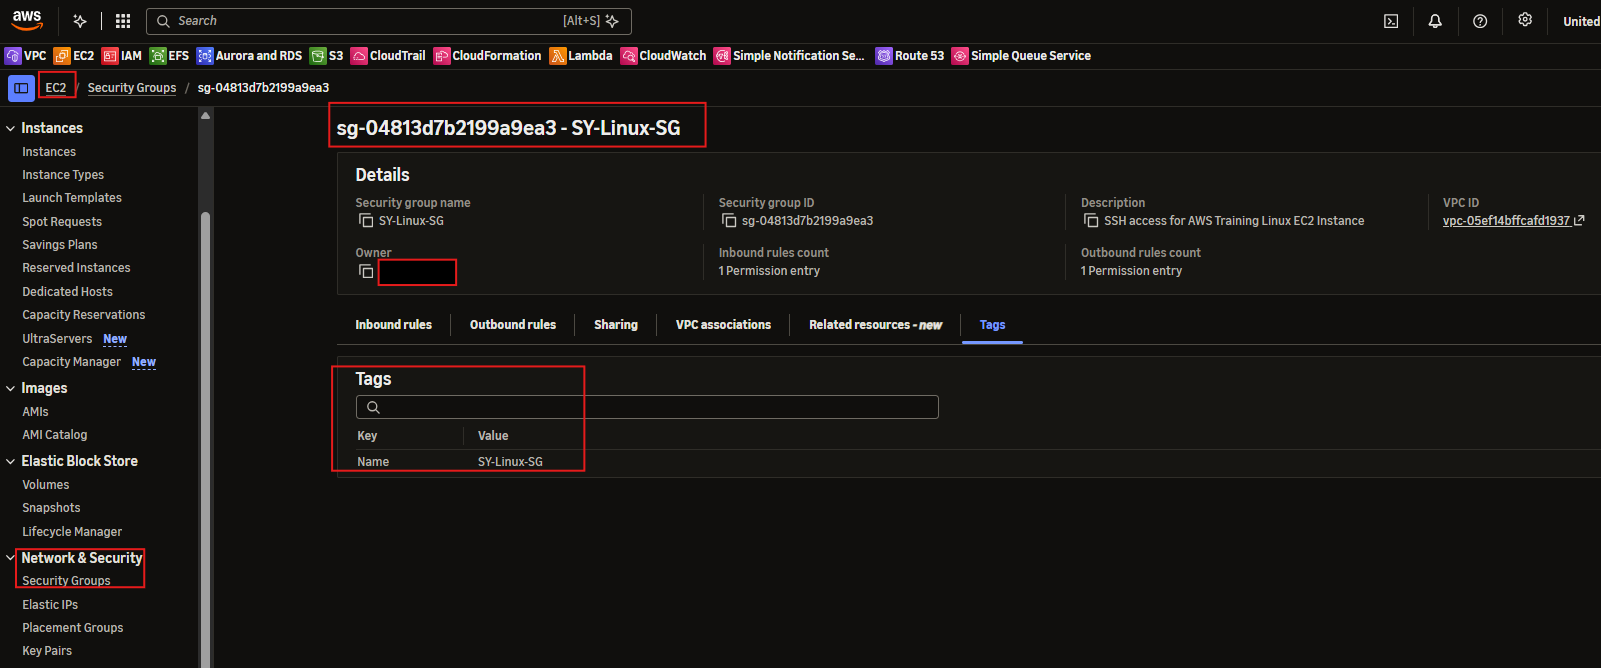 aws
Search [Alt+S]
United
VPC EC2 IAM EFS Aurora and RDS S3 CloudTrail CloudFormation Lambda CloudWatch Simple Notification Se... Route 53 Simple Queue Service
EC2 / Security Groups / sg-04813d7b2199a9ea3
Instances
Instances
Instance Types
Launch Templates
Spot Requests
Savings Plans
Reserved Instances
Dedicated Hosts
Capacity Reservations
UltraServers New
Capacity Manager New
Images
AMIs
AMI Catalog
Elastic Block Store
Volumes
Snapshots
Lifecycle Manager
Network & Security
Security Groups
Elastic IPs
Placement Groups
Key Pairs
sg-04813d7b2199a9ea3 - SY-Linux-SG
Details
Security group name
SY-Linux-SG
Security group ID
sg-04813d7b2199a9ea3
Description
SSH access for AWS Training Linux EC2 Instance
VPC ID
vpc-05ef14bffcafd1937
Owner
Inbound rules count
1 Permission entry
Outbound rules count
1 Permission entry
Inbound rules Outbound rules Sharing VPC associations Related resources - new Tags
Tags
Key Value
Name SY-Linux-SG